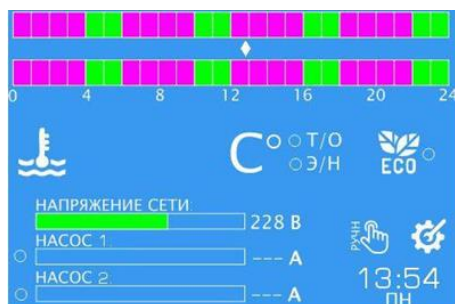 0 4 8 12 16 20 24
C° Т/О
Э/Н
ECO
НАПРЯЖЕНИЕ СЕТИ:
228 В
НАСОС 1:
--- А
РУЧН
НАСОС 2:
--- А
13:54
ПН